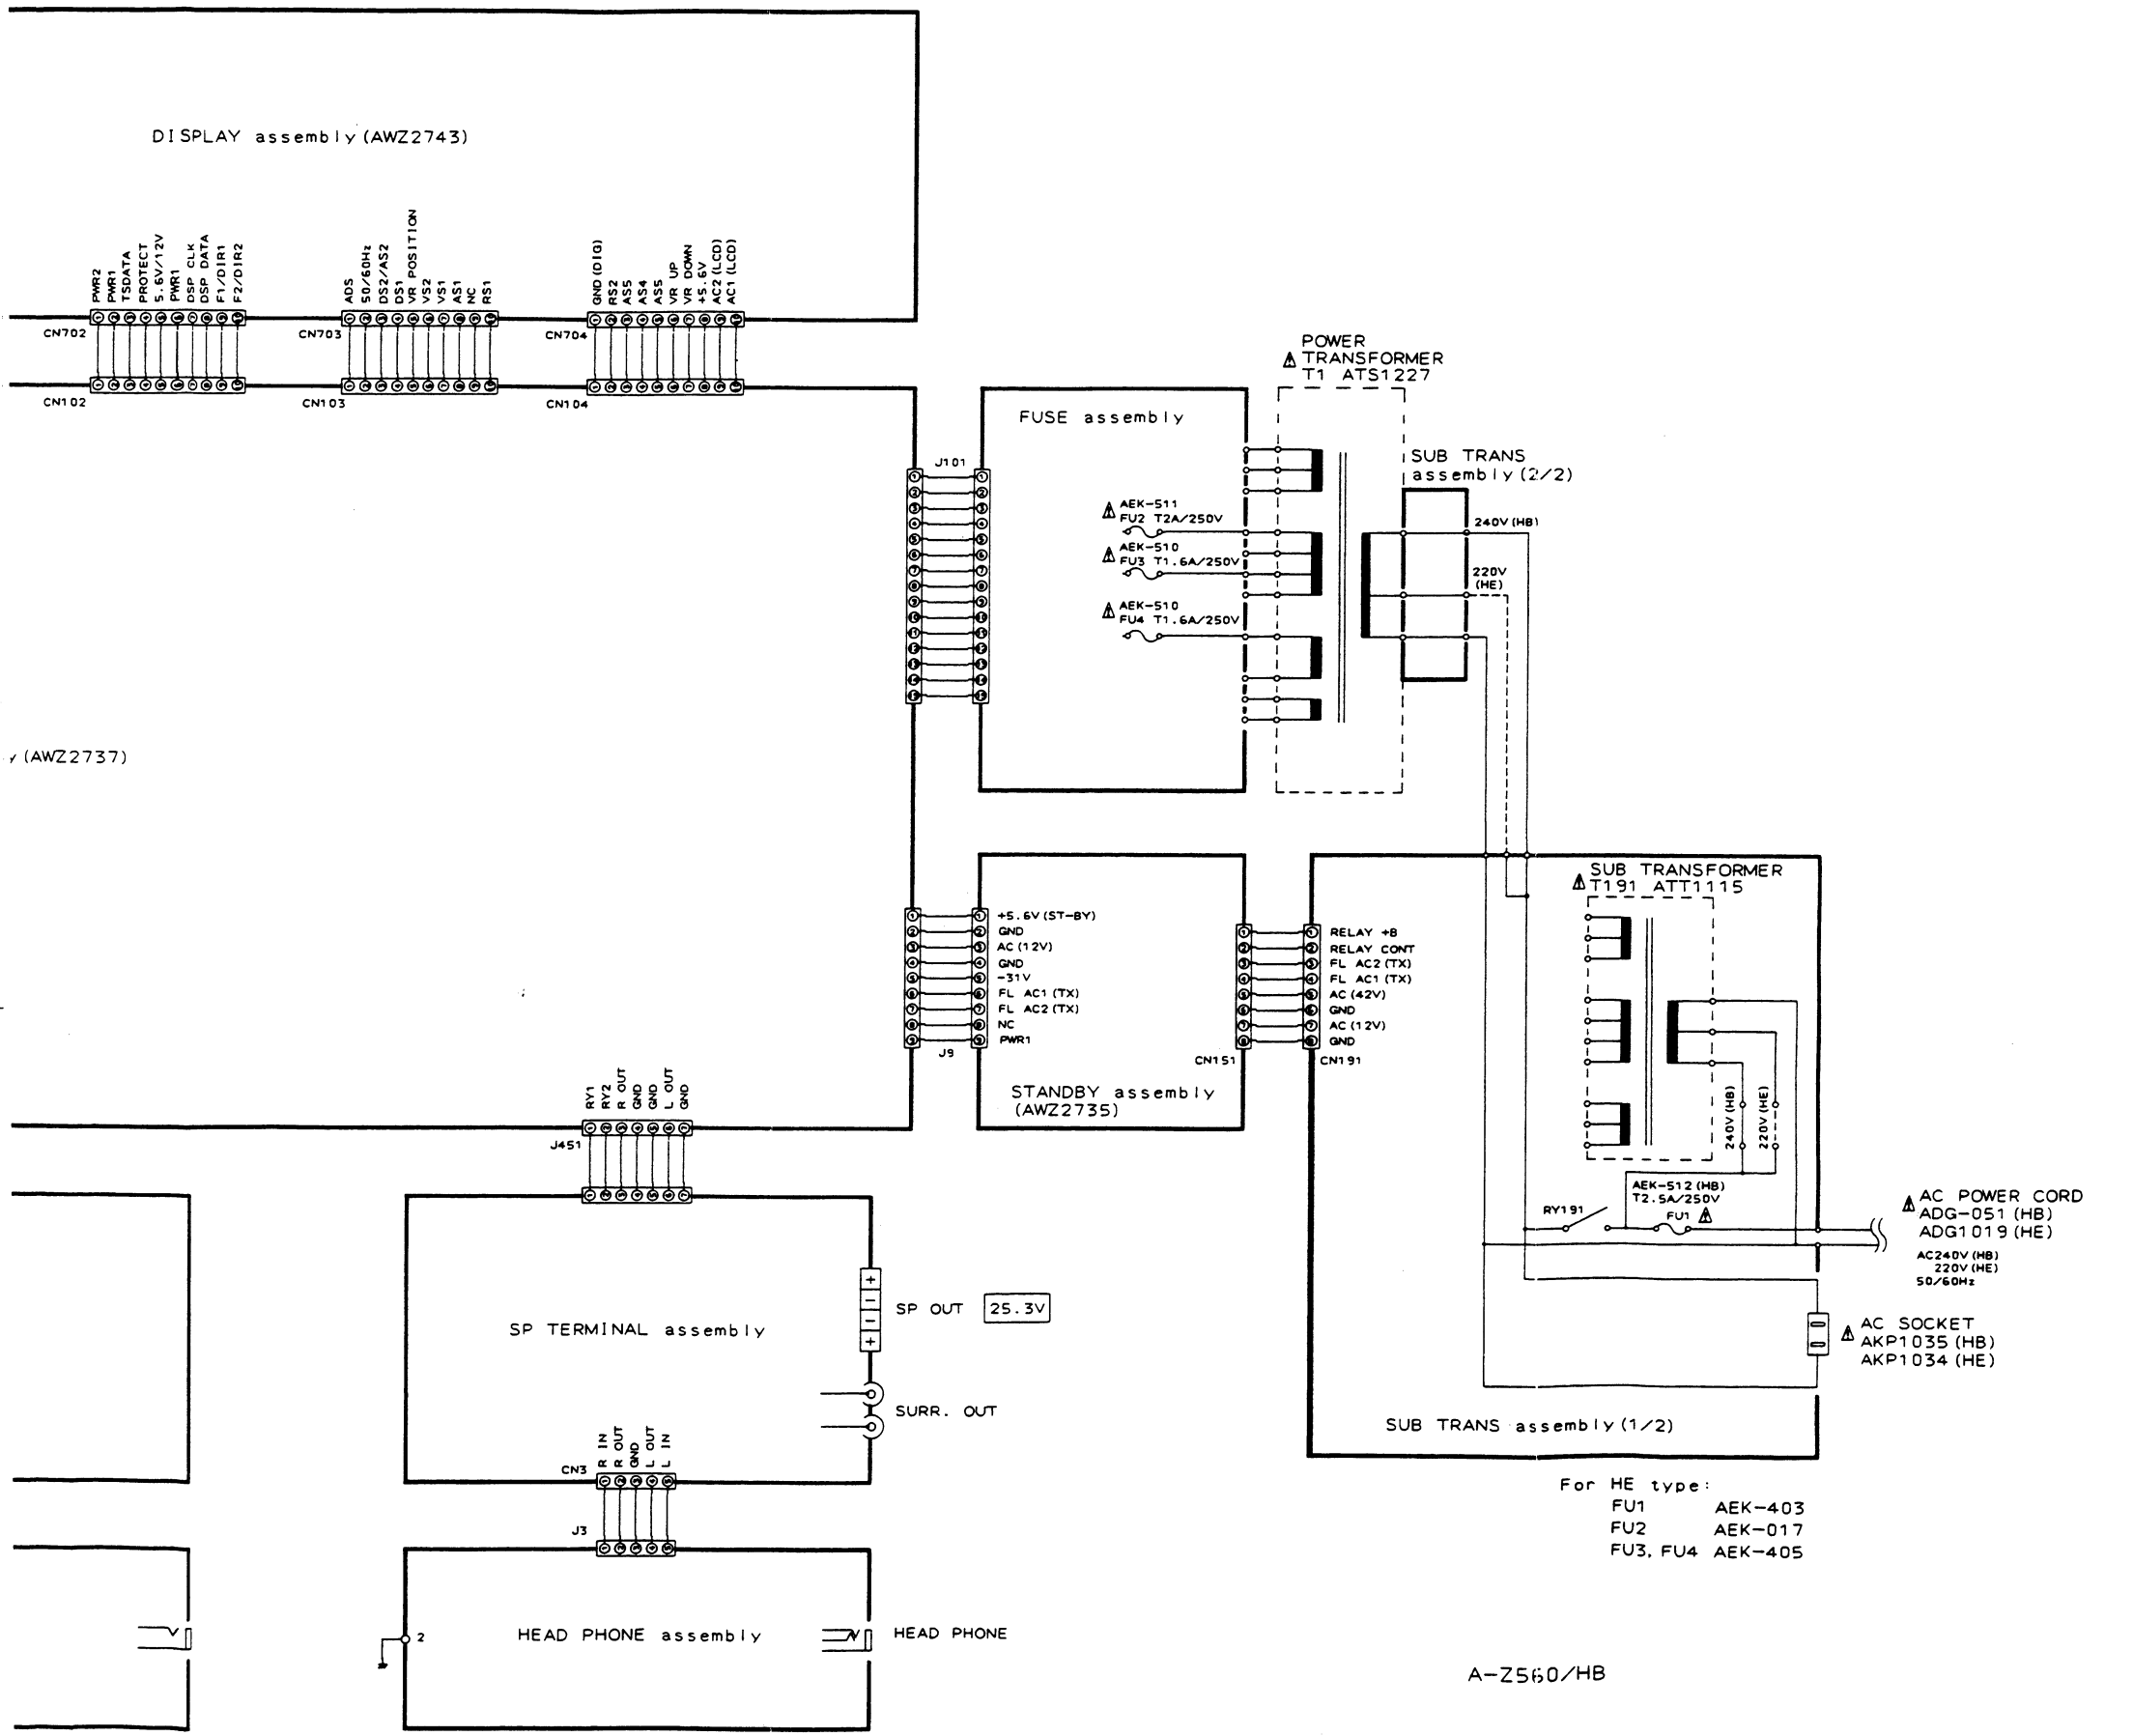 DISPLAY assembly (AWZ2743)
PWR2
PWR1
TSDATA
PROTECT
5.6V/12V
PWR1
DSP CLK
DSP DATA
F1/DIR1
F2/DIR2
ADS
50/60Hz
DS2/AS2
DS1
VR POSITION
VS2
VS1
AS1
NC
RS1
GND (DIG)
RS2
AS5
AS4
AS5
VR UP
VR DOWN
+5.6V
AC2 (LCD)
AC1 (LCD)
CN702
CN703
CN704
CN102
CN103
CN104
POWER
TRANSFORMER
T1 ATS1227
FUSE assembly
J101
AEK-511
FU2 T2A/250V
AEK-510
FU3 T1.6A/250V
AEK-510
FU4 T1.6A/250V
SUB TRANS
assembly (2/2)
240V (HB)
220V
(HE)
y (AWZ2737)
SUB TRANSFORMER
T191 ATT1115
+5.6V (ST-BY)
GND
AC (12V)
GND
-31V
FL AC1 (TX)
FL AC2 (TX)
NC
PWR1
J9
RELAY +B
RELAY CONT
FL AC2 (TX)
FL AC1 (TX)
AC (42V)
GND
AC (12V)
GND
CN151
CN191
STANDBY assembly
(AWZ2735)
240V (HB)
220V (HE)
RY1
RY2
R OUT
GND
GND
L OUT
GND
J451
AEK-512 (HB)
T2.5A/250V
RY191
FU1
AC POWER CORD
ADG-051 (HB)
ADG1019 (HE)
AC240V (HB)
220V (HE)
50/60Hz
SP TERMINAL assembly
+
-
-
+
SP OUT 25.3V
SURR. OUT
AC SOCKET
AKP1035 (HB)
AKP1034 (HE)
SUB TRANS assembly (1/2)
R IN
R OUT
GND
L OUT
L IN
CN3
J3
For HE type:
FU1 AEK-403
FU2 AEK-017
FU3, FU4 AEK-405
2
HEAD PHONE assembly
HEAD PHONE
A-Z560/HB